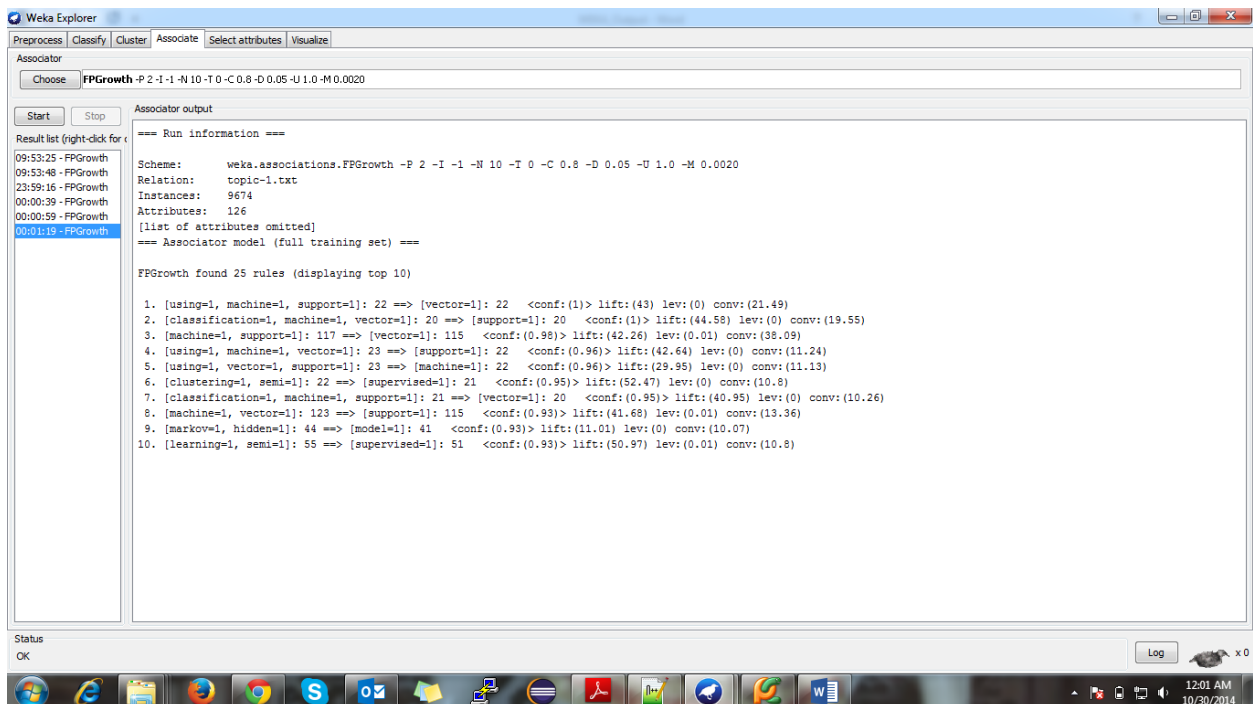 Weka Explorer
Preprocess Classify Cluster Associate Select attributes Visualize
Associator
Choose FPGrowth -P 2 -I -1 -N 10 -T 0 -C 0.8 -D 0.05 -U 1.0 -M 0.0020
Start Stop
Result list (right-click for
09:53:25 - FPGrowth
09:53:48 - FPGrowth
23:59:16 - FPGrowth
00:00:39 - FPGrowth
00:00:59 - FPGrowth
00:01:19 - FPGrowth
Associator output
=== Run information ===
Scheme: weka.associations.FPGrowth -P 2 -I -1 -N 10 -T 0 -C 0.8 -D 0.05 -U 1.0 -M 0.0020
Relation: topic-1.txt
Instances: 9674
Attributes: 126
[list of attributes omitted]
=== Associator model (full training set) ===
FPGrowth found 25 rules (displaying top 10)
1. [using=1, machine=1, support=1]: 22 ==> [vector=1]: 22 <conf:(1)> lift:(43) lev:(0) conv:(21.49)
2. [classification=1, machine=1, vector=1]: 20 ==> [support=1]: 20 <conf:(1)> lift:(44.58) lev:(0) conv:(19.55)
3. [machine=1, support=1]: 117 ==> [vector=1]: 115 <conf:(0.98)> lift:(42.26) lev:(0.01) conv:(38.09)
4. [using=1, machine=1, vector=1]: 23 ==> [support=1]: 22 <conf:(0.96)> lift:(42.64) lev:(0) conv:(11.24)
5. [using=1, vector=1, support=1]: 23 ==> [machine=1]: 22 <conf:(0.96)> lift:(29.95) lev:(0) conv:(11.13)
6. [clustering=1, semi=1]: 22 ==> [supervised=1]: 21 <conf:(0.95)> lift:(52.47) lev:(0) conv:(10.8)
7. [classification=1, machine=1, support=1]: 21 ==> [vector=1]: 20 <conf:(0.95)> lift:(40.95) lev:(0) conv:(10.26)
8. [machine=1, vector=1]: 123 ==> [support=1]: 115 <conf:(0.93)> lift:(41.68) lev:(0.01) conv:(13.36)
9. [markov=1, hidden=1]: 44 ==> [model=1]: 41 <conf:(0.93)> lift:(11.01) lev:(0) conv:(10.07)
10. [learning=1, semi=1]: 55 ==> [supervised=1]: 51 <conf:(0.93)> lift:(50.97) lev:(0.01) conv:(10.8)
Status
OK
Log x 0
12:01 AM
10/30/2014